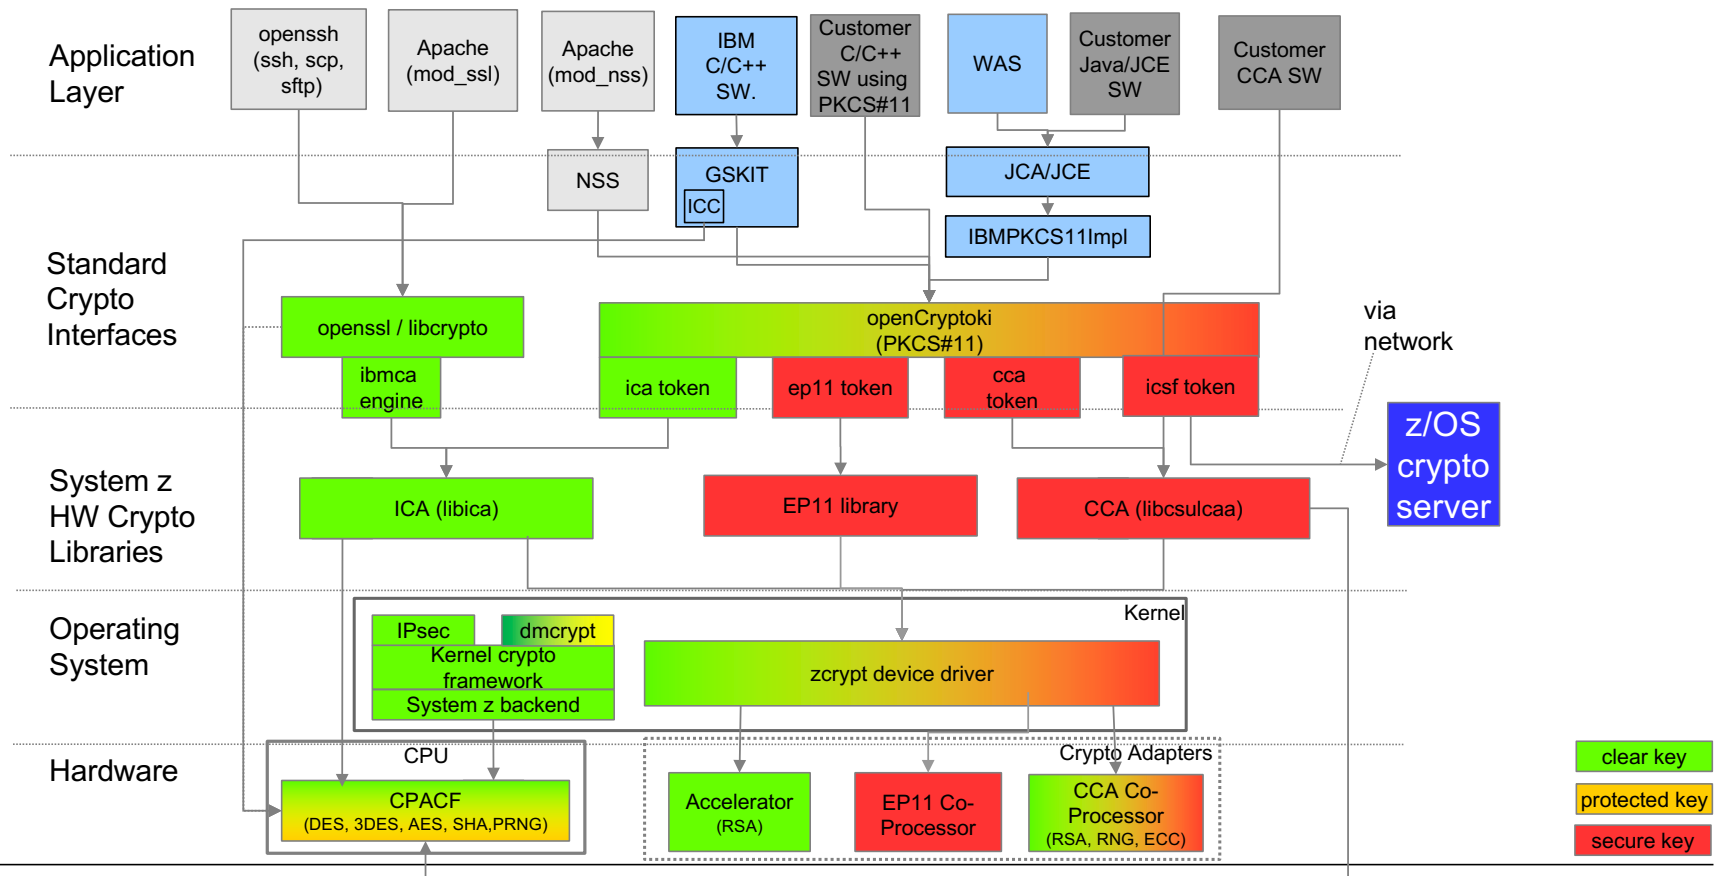 Application
Layer
openssh
(ssh, scp,
sftp)
Apache
(mod_ssl)
Apache
(mod_nss)
IBM
C/C++
SW.
Customer
C/C++
SW using
PKCS#11
WAS
Customer
Java/JCE
SW
Customer
CCA SW
NSS
GSKIT
ICC
JCA/JCE
IBMPKCS11Impl
Standard
Crypto
Interfaces
openssl / libcrypto
ibmca
engine
openCryptoki
(PKCS#11)
ica token
ep11 token
cca
token
icsf token
via
network
z/OS
crypto
server
System z
HW Crypto
Libraries
ICA (libica)
EP11 library
CCA (libcsulcaa)
Operating
System
Kernel
IPsec
dmcrypt
Kernel crypto
framework
System z backend
zcrypt device driver
Hardware
CPU
CPACF
(DES, 3DES, AES, SHA,PRNG)
Crypto Adapters
Accelerator
(RSA)
EP11 Co-
Processor
CCA Co-
Processor
(RSA, RNG, ECC)
clear key
protected key
secure key